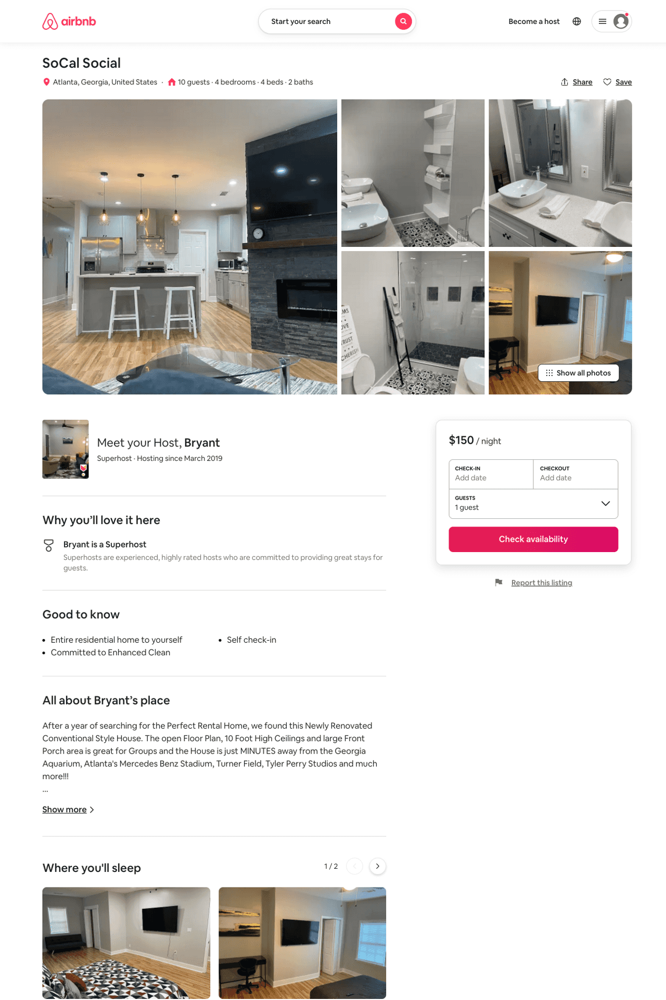 airbnb
Start your search
Become a host
SoCal Social
Atlanta, Georgia, United States · 10 guests · 4 bedrooms · 4 beds · 2 baths
Share
Save
OVE
TRUST
CHERISH
Show all photos
Meet your Host, Bryant
Superhost · Hosting since March 2019
$150 / night
CHECK-IN
Add date
CHECKOUT
Add date
GUESTS
1 guest
Check availability
Report this listing
Why you’ll love it here
Bryant is a Superhost
Superhosts are experienced, highly rated hosts who are committed to providing great stays for
guests.
Good to know
• Entire residential home to yourself
• Self check-in
• Committed to Enhanced Clean
All about Bryant’s place
After a year of searching for the Perfect Rental Home, we found this Newly Renovated
Conventional Style House. The open Floor Plan, 10 Foot High Ceilings and large Front
Porch area is great for Groups and the House is just MINUTES away from the Georgia
Aquarium, Atlanta's Mercedes Benz Stadium, Turner Field, Tyler Perry Studios and much
more!!!
...
Show more
Where you'll sleep
1 / 2